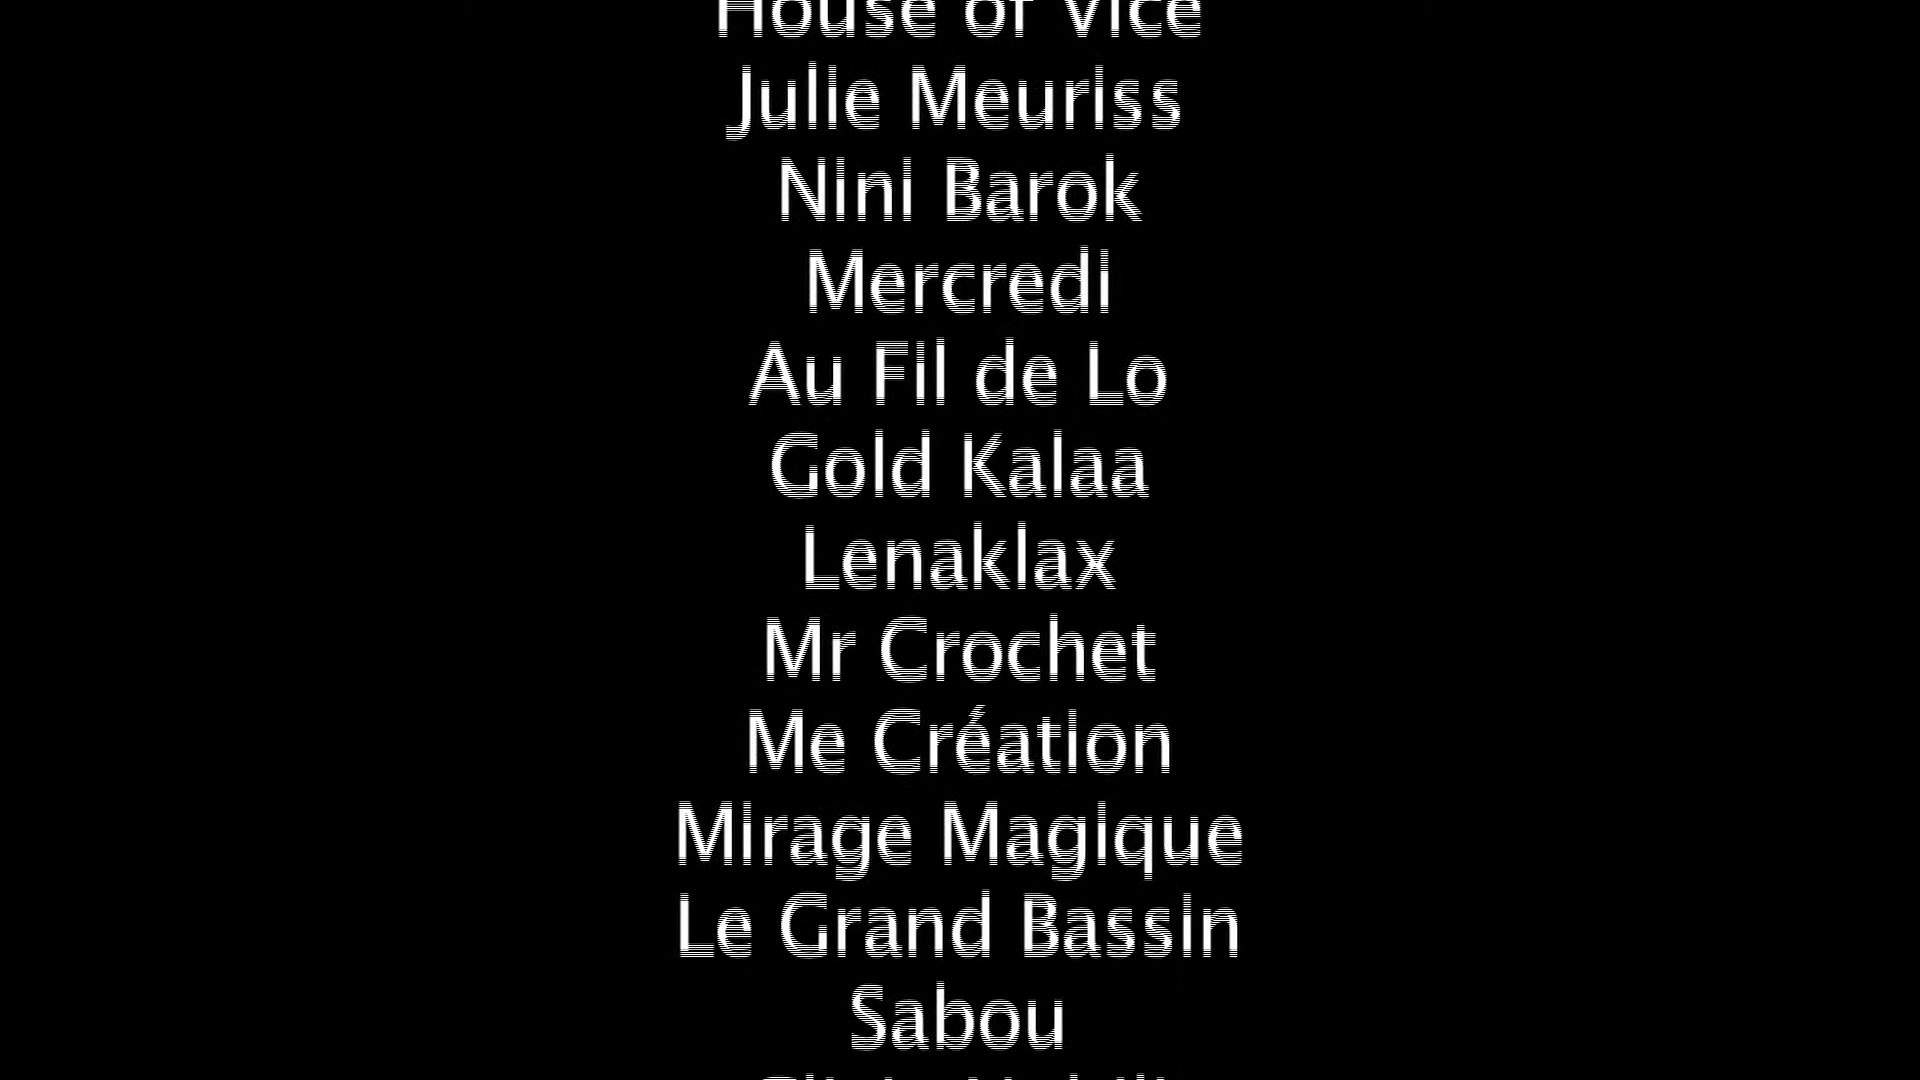 House of Vice
Julie Meuriss
Nini Barok
Mercredi
Au Fil de Lo
Gold Kalaa
Lenaklax
Mr Crochet
Me Création
Mirage Magique
Le Grand Bassin
Sabou